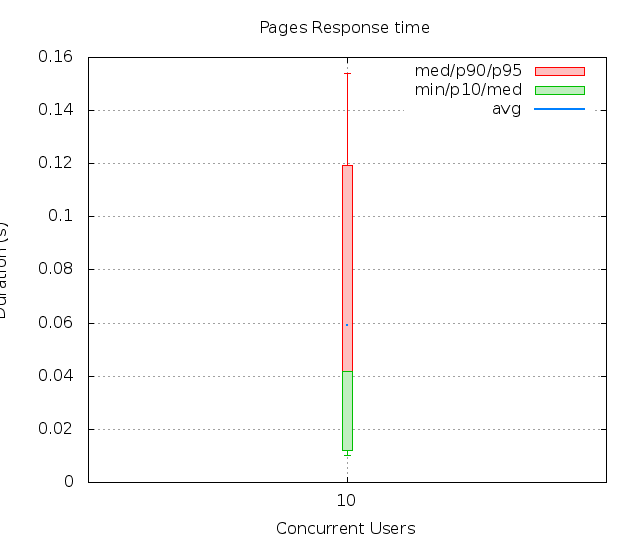 Pages Response time
0.16
0.14
0.12
0.1
0.08
0.06
0.04
0.02
0
med/p90/p95
min/p10/med
avg
Duration (s)
10
Concurrent Users